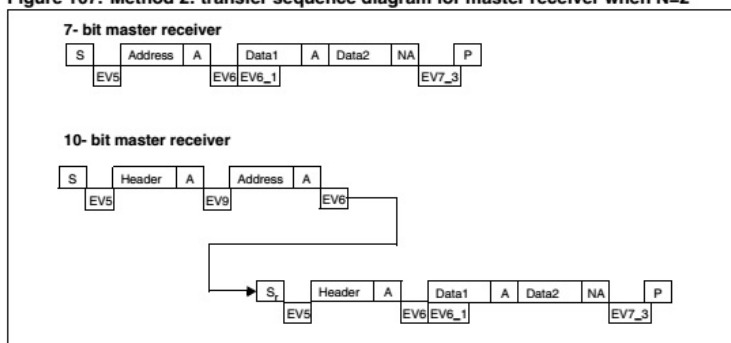 Figure 107. Method 2: transfer sequence diagram for master receiver when N=2
7- bit master receiver
S Address A Data1 A Data2 NA P
EV5 EV6 EV6_1 EV7_3
10- bit master receiver
S Header A Address A
EV5 EV9 EV6
Sr Header A Data1 A Data2 NA P
EV5 EV6 EV6_1 EV7_3